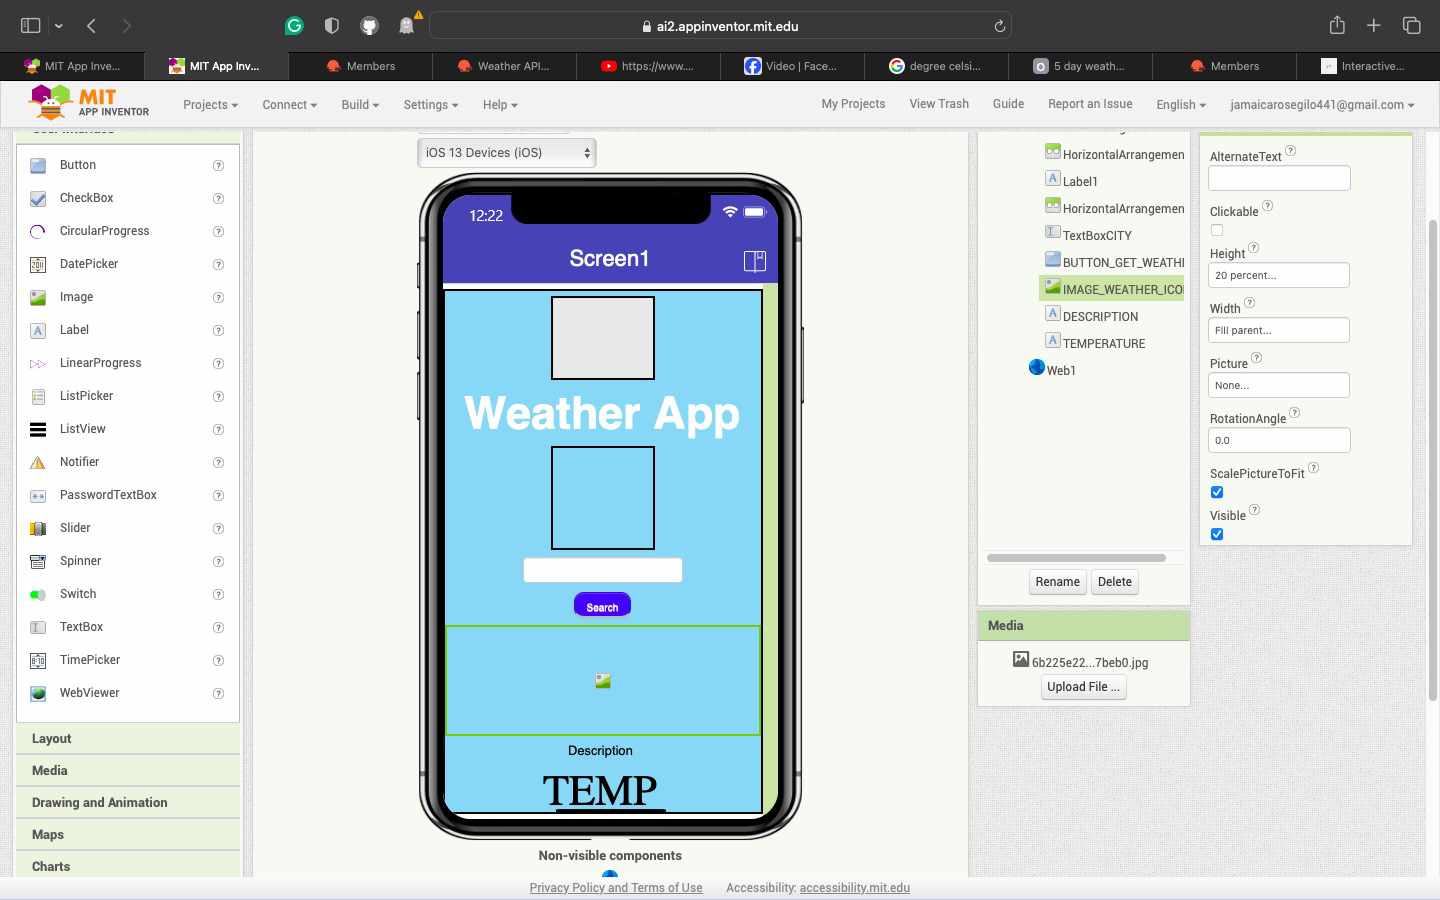 ai2.appinventor.mit.edu
MIT App Inve...
MIT App Inv...
Members
Weather API...
https://www....
Video | Face...
degree celsi...
5 day weath...
Members
Interactive...
MIT
APP INVENTOR
Projects
Connect
Build
Settings
Help
My Projects
View Trash
Guide
Report an Issue
English
jamaicarosegilo441@gmail.com
Button
CheckBox
CircularProgress
DatePicker
Image
Label
LinearProgress
ListPicker
ListView
Notifier
PasswordTextBox
Slider
Spinner
Switch
TextBox
TimePicker
WebViewer
Layout
Media
Drawing and Animation
Maps
Charts
iOS 13 Devices (iOS)
12:22
Screen1
Weather App
Search
Description
TEMP
Non-visible components
HorizontalArrangemen
Label1
HorizontalArrangemen
TextBoxCITY
BUTTON_GET_WEATHE
IMAGE_WEATHER_ICO
DESCRIPTION
TEMPERATURE
Web1
Rename
Delete
Media
6b225e22...7beb0.jpg
Upload File ...
AlternateText
Clickable
Height
20 percent...
Width
Fill parent...
Picture
None...
RotationAngle
0.0
ScalePictureToFit
Visible
Privacy Policy and Terms of Use
Accessibility: accessibility.mit.edu